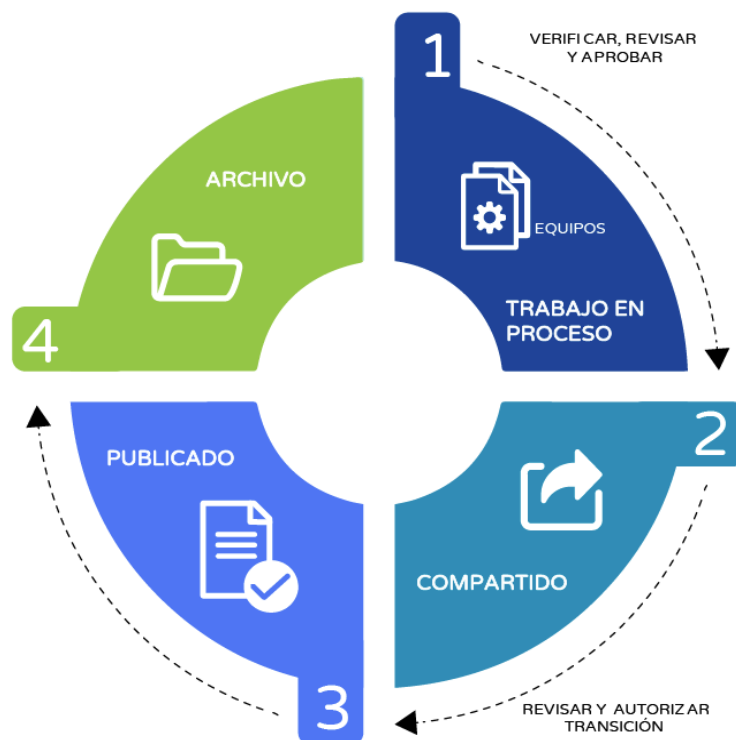 1
VERIFICAR, REVISAR
Y APROBAR
EQUIPOS
TRABAJO EN
PROCESO
2
COMPARTIDO
REVISAR Y AUTORIZAR
TRANSICIÓN
3
PUBLICADO
4
ARCHIVO